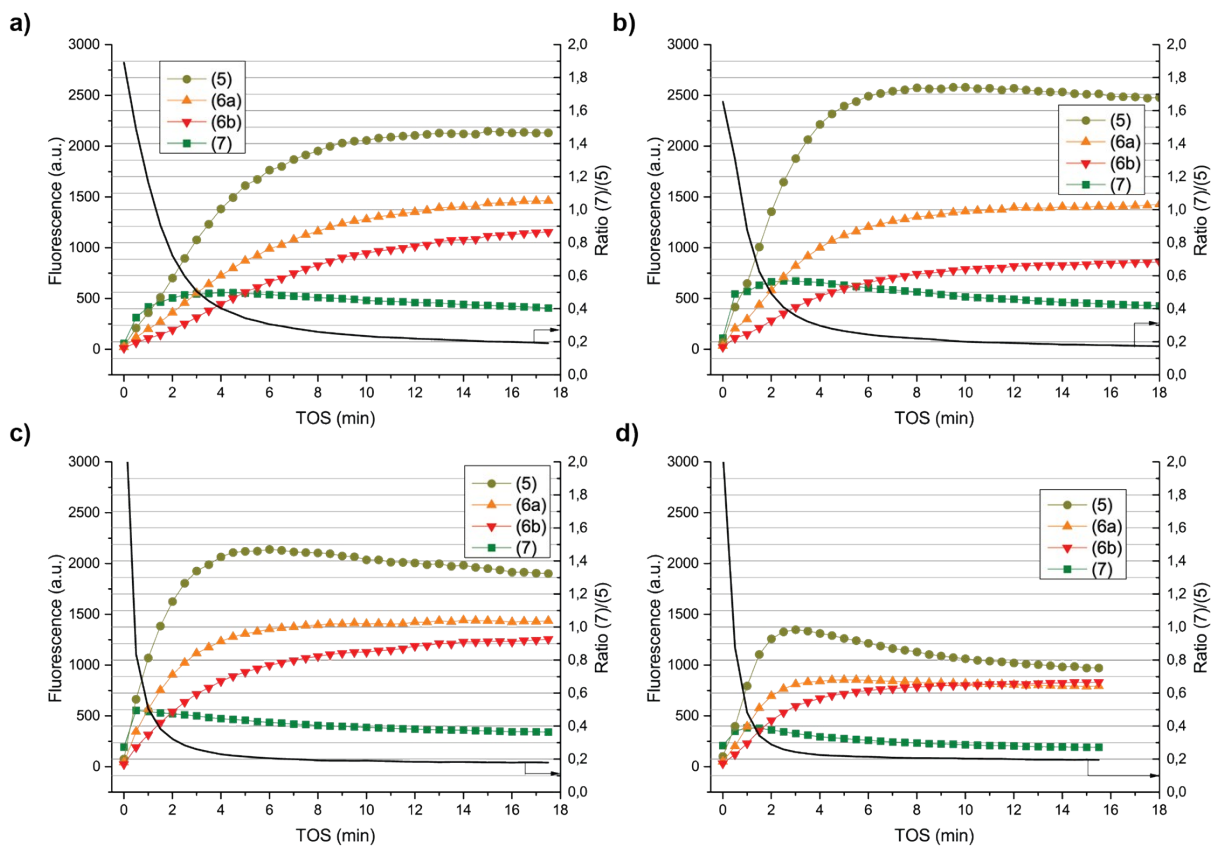 a)
3000
2500
2000
1500
1000
500
0
Fluorescence (a.u.)
(5)
(6a)
(6b)
(7)
2,0
1,8
1,6
1,4
1,2
1,0
0,8
0,6
0,4
0,2
0,0
Ratio (7)/(5)
0 2 4 6 8 10 12 14 16 18
TOS (min)
b)
3000
2500
2000
1500
1000
500
0
Fluorescence (a.u.)
(5)
(6a)
(6b)
(7)
2,0
1,8
1,6
1,4
1,2
1,0
0,8
0,6
0,4
0,2
0,0
Ratio (7)/(5)
0 2 4 6 8 10 12 14 16 18
TOS (min)
c)
3000
2500
2000
1500
1000
500
0
Fluorescence (a.u.)
(5)
(6a)
(6b)
(7)
2,0
1,8
1,6
1,4
1,2
1,0
0,8
0,6
0,4
0,2
0,0
Ratio (7)/(5)
0 2 4 6 8 10 12 14 16 18
TOS (min)
d)
3000
2500
2000
1500
1000
500
0
Fluorescence (a.u.)
(5)
(6a)
(6b)
(7)
2,0
1,8
1,6
1,4
1,2
1,0
0,8
0,6
0,4
0,2
0,0
Ratio (7)/(5)
0 2 4 6 8 10 12 14 16 18
TOS (min)